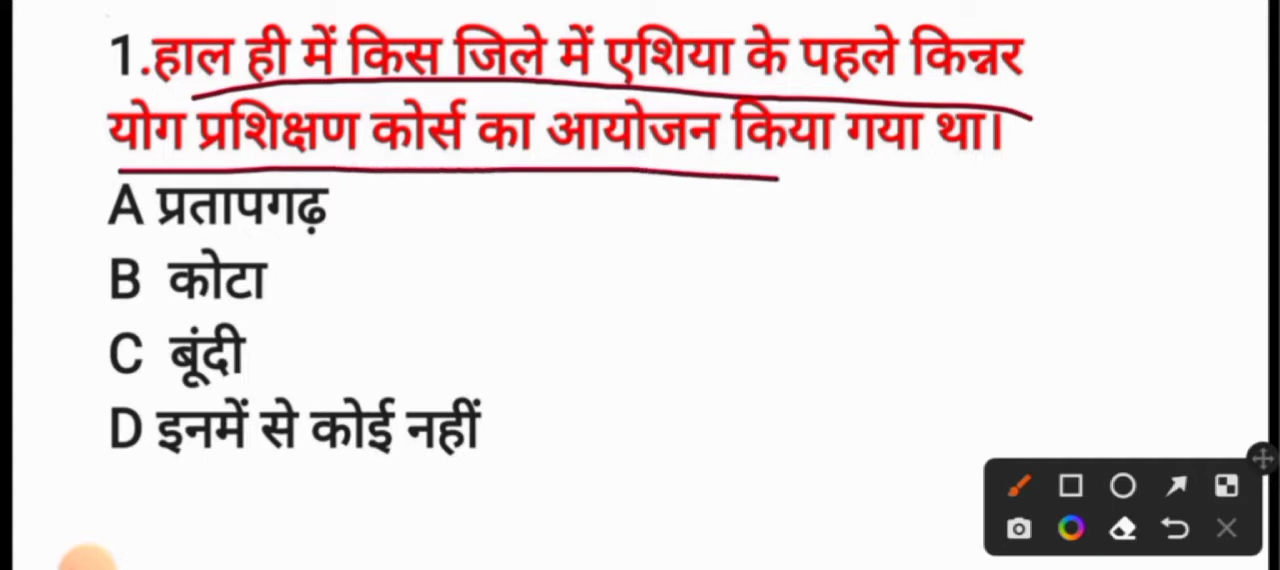 1.हाल ही में किस जिले में एशिया के पहले किन्नर
योग प्रशिक्षण कोर्स का आयोजन किया गया था।
A प्रतापगढ़
B कोटा
C बूंदी
D इनमें से कोई नहीं